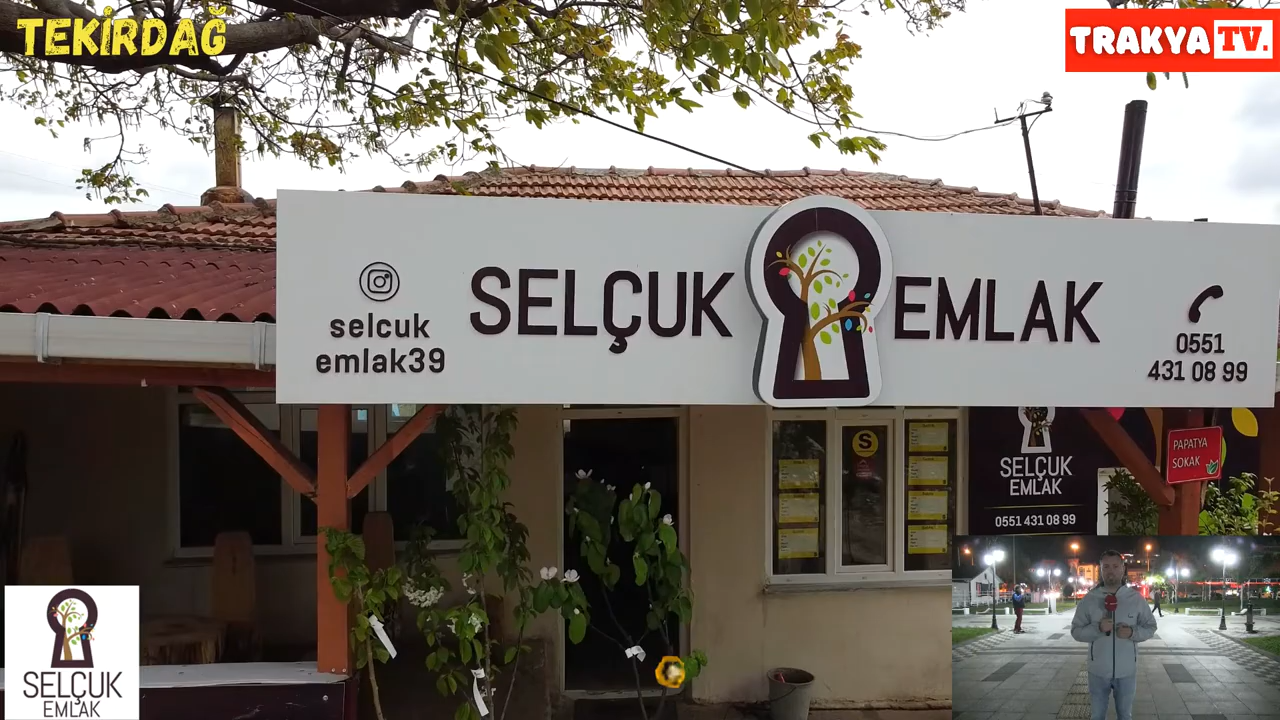 TEKİRDAĞ
TRAKYA TV.
selcuk
emlak39
SELÇUK EMLAK
0551
431 08 99
S
SELÇUK
EMLAK
0551 431 08 99
PAPATYA
SOKAK
SELÇUK
EMLAK